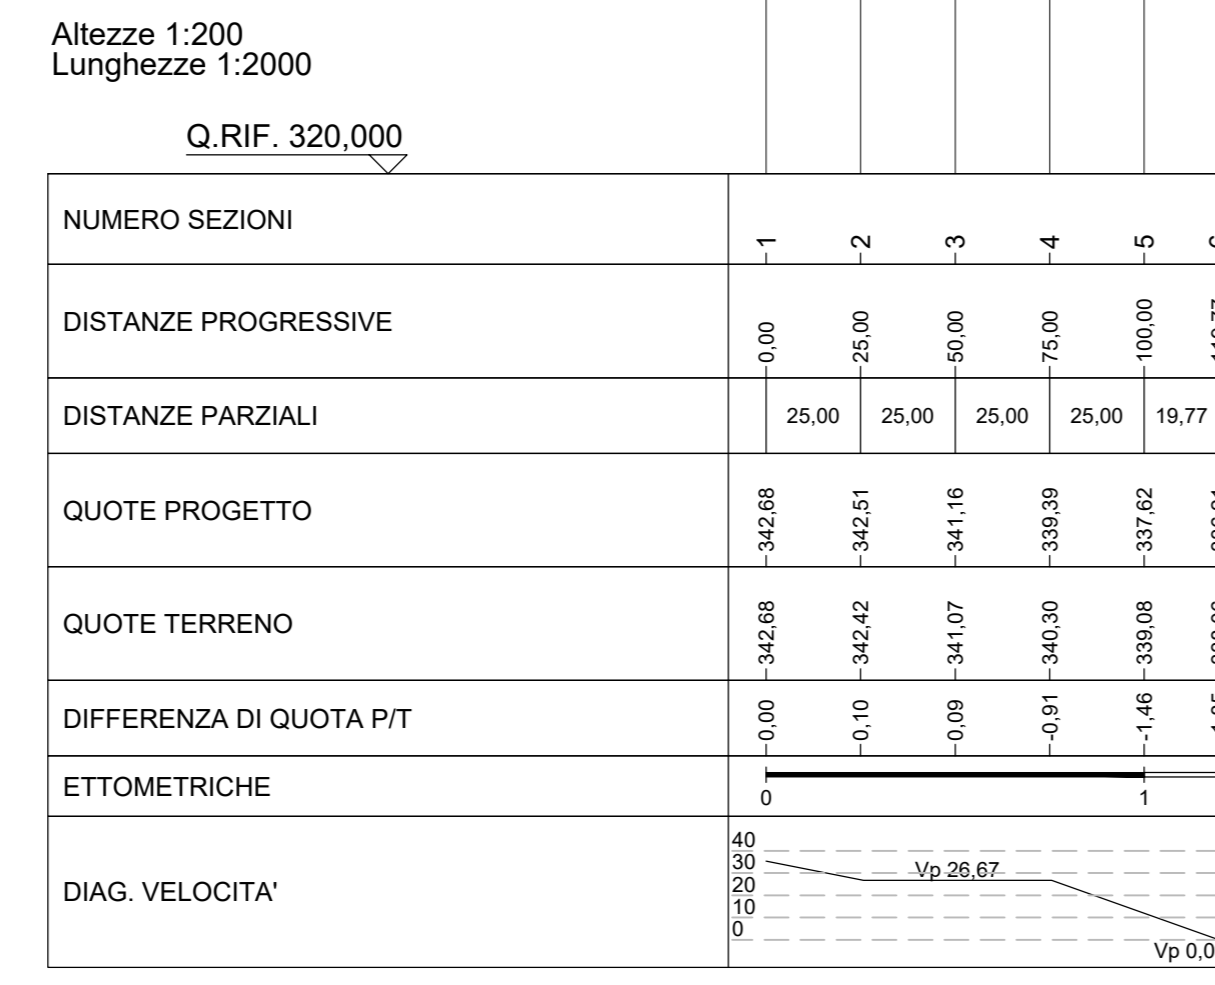 Altezze 1:200
Lunghezze 1:2000
Q.RIF. 320,000
NUMERO SEZIONI 1 2 3 4 5
DISTANZE PROGRESSIVE 0,00 25,00 50,00 75,00 100,00
DISTANZE PARZIALI 25,00 25,00 25,00 25,00 19,77
QUOTE PROGETTO 342,68 342,51 341,16 339,39 337,62
QUOTE TERRENO 342,68 342,42 341,07 340,30 339,08
DIFFERENZA DI QUOTA P/T 0,00 0,10 0,09 -0,91 -1,46
ETTOMETRICHE 0 1
DIAG. VELOCITA'
40
30
20
10
0
Vp 26,67
Vp 0,0